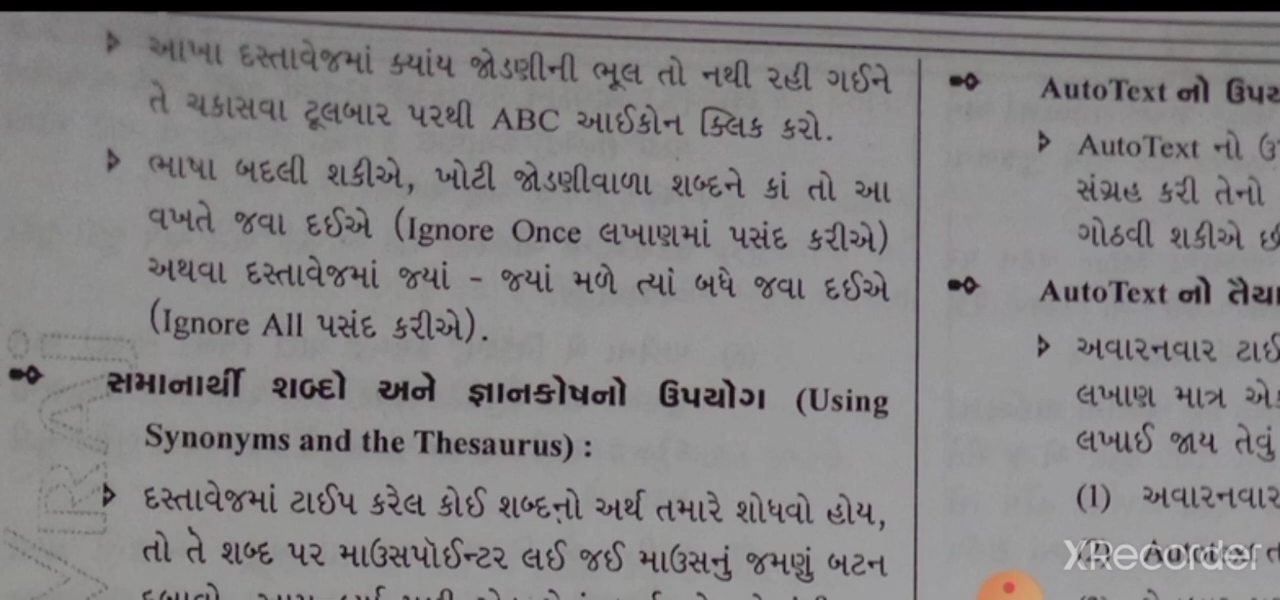 આખા દસ્તાવેજમાં ક્યાંય જોડણીની ભૂલ તો નથી રહી ગઈને
તે ચકાસવા ટૂલબાર પરથી ABC આઈકોન ક્લિક કરો.
ભાષા બદલી શકીએ, ખોટી જોડણીવાળા શબ્દને કાં તો આ
વખતે જવા દઈએ (Ignore Once લખાણમાં પસંદ કરીએ)
અથવા દસ્તાવેજમાં જ્યાં - જ્યાં મળે ત્યાં બધે જવા દઈએ
(Ignore All પસંદ કરીએ).
સમાનાર્થી શબ્દો અને જ્ઞાનકોષનો ઉપયોગ (Using
Synonyms and the Thesaurus) :
દસ્તાવેજમાં ટાઈપ કરેલ કોઈ શબ્દનો અર્થ તમારે શોધવો હોય,
તો તે શબ્દ પર માઉસપૉઈન્ટર લઈ જઈ માઉસનું જમણું બટન
AutoText નો
AutoText નો
સંગ્રહ કરી તેનો
ગોઠવી શકીએ
AutoText નો
અવારનવાર
લખાણ માત્ર
લખાઈ જાય તેવું
(1) અવારનવાર
XRecorder